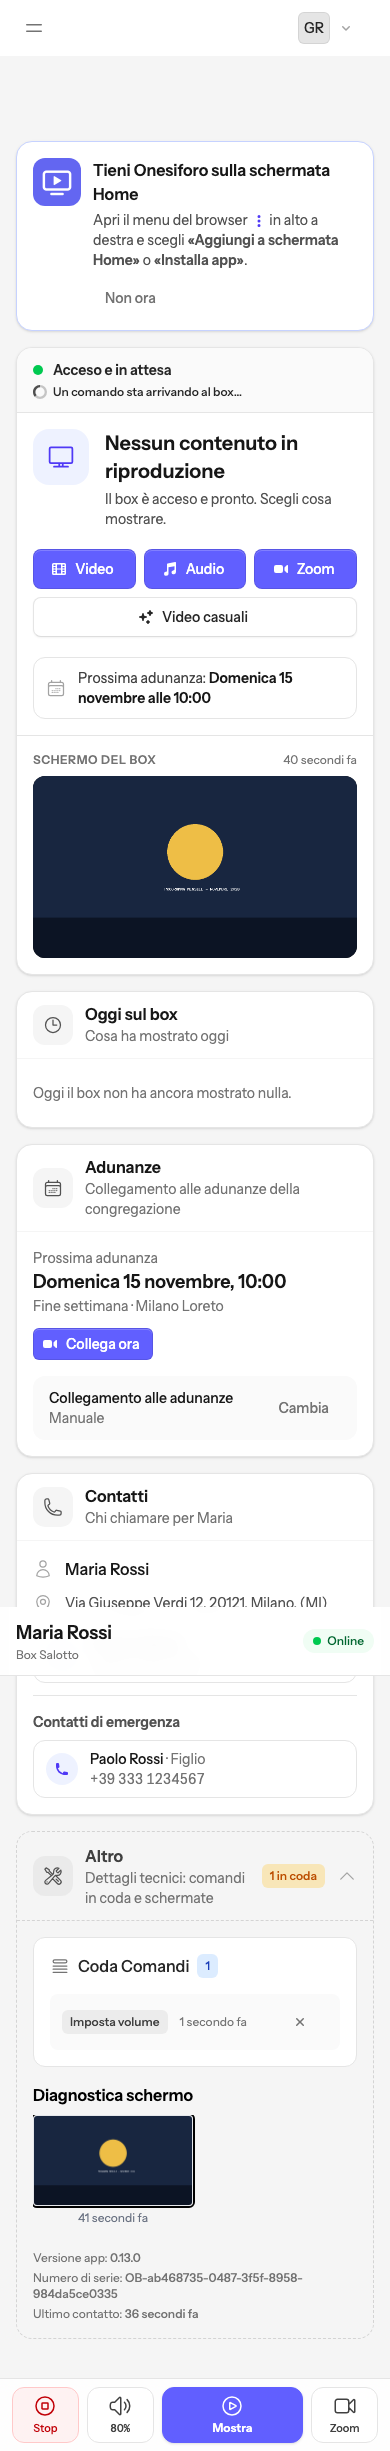 GR
Tieni Onesiforo sulla schermata
Home
Apri il menu del browser in alto a
destra e scegli «Aggiungi a schermata
Home» o «Installa app».
Non ora
Acceso e in attesa
Un comando sta arrivando al box...
Nessun contenuto in
riproduzione
Il box è acceso e pronto. Scegli cosa
mostrare.
Video
Audio
Zoom
Video casuali
Prossima adunanza: Domenica 15
novembre alle 10:00
SCHERMO DEL BOX
40 secondi fa
Oggi sul box
Cosa ha mostrato oggi
Oggi il box non ha ancora mostrato nulla.
Adunanze
Collegamento alle adunanze della
congregazione
Prossima adunanza
Domenica 15 novembre, 10:00
Fine settimana · Milano Loreto
Collega ora
Collegamento alle adunanze
Manuale
Cambia
Contatti
Chi chiamare per Maria
Maria Rossi
Via Giuseppe Verdi 12, 20121, Milano, (MI)
Maria Rossi
Box Salotto
Online
Contatti di emergenza
Paolo Rossi · Figlio
+39 333 1234567
Altro
Dettagli tecnici: comandi
in coda e schermate
1 in coda
Coda Comandi 1
Imposta volume
1 secondo fa
Diagnostica schermo
41 secondi fa
Versione app: 0.13.0
Numero di serie: OB-ab468735-0487-3f5f-8958-
984da5ce0335
Ultimo contatto: 36 secondi fa
Stop
80%
Mostra
Zoom